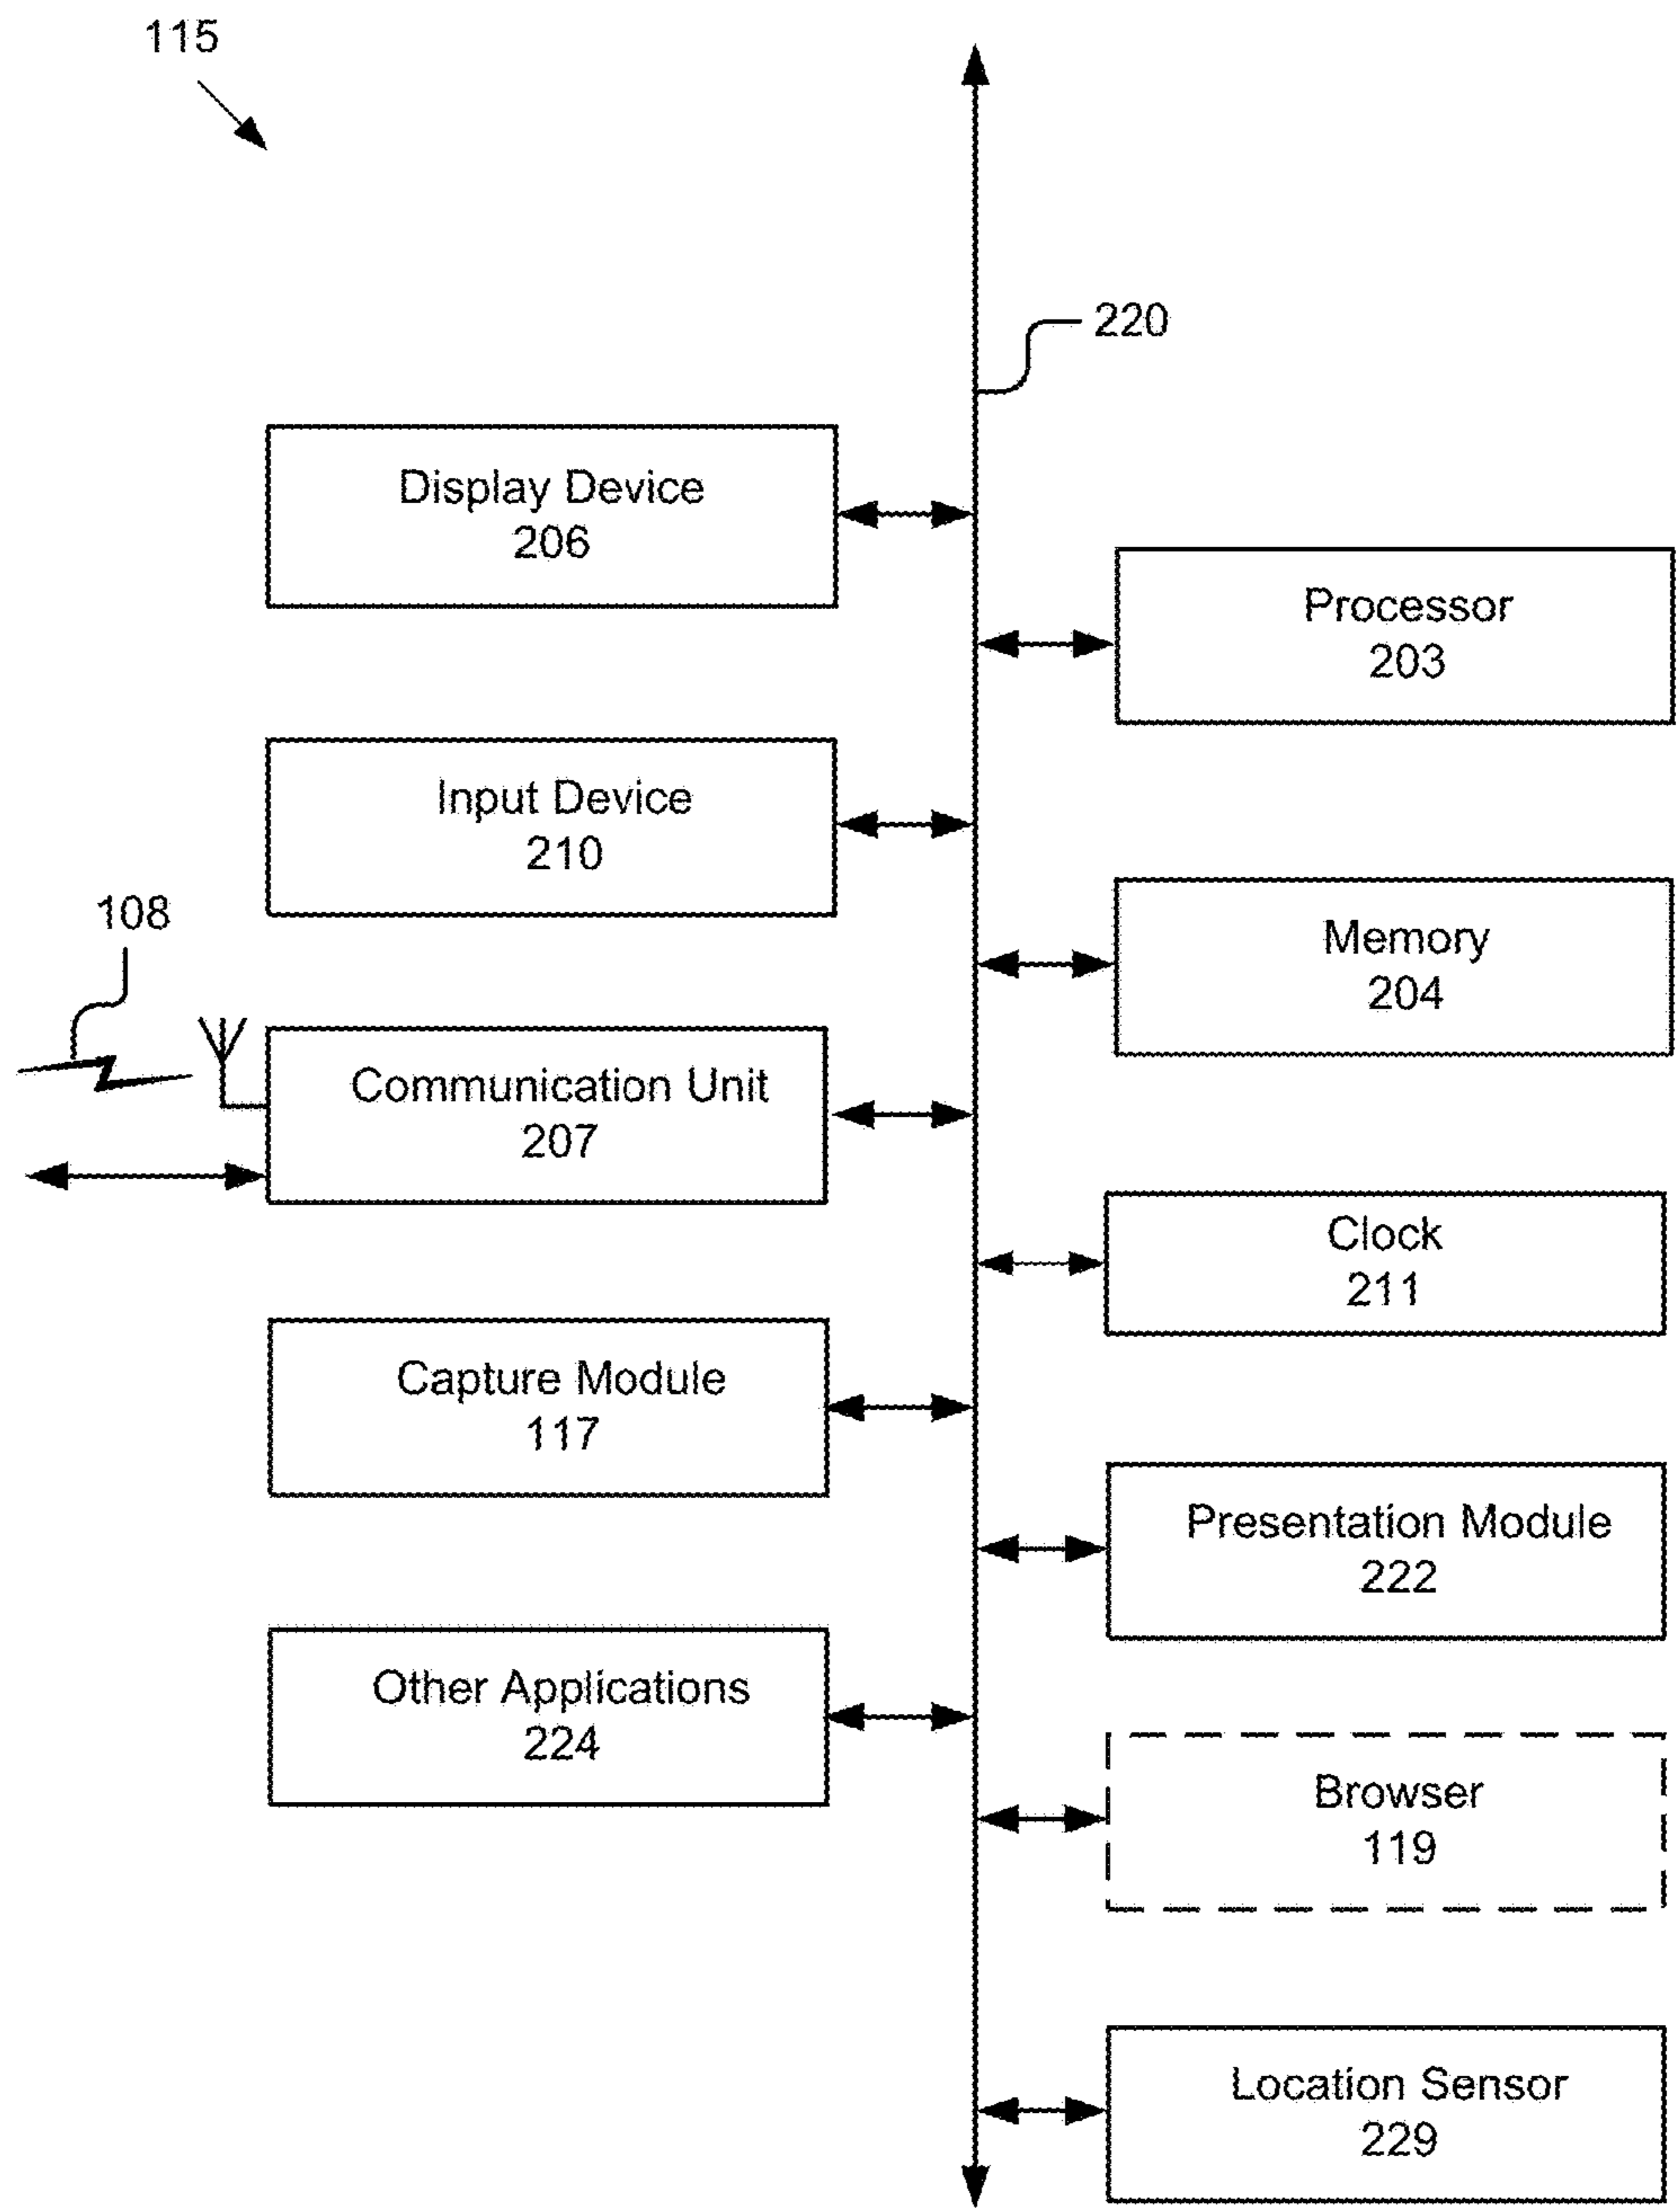 115
220
Display Device
206
Processor
203
Input Device
210
108
Memory
204
Communication Unit
207
Clock
211
Capture Module
117
Presentation Module
222
Other Applications
224
Browser
119
Location Sensor
229